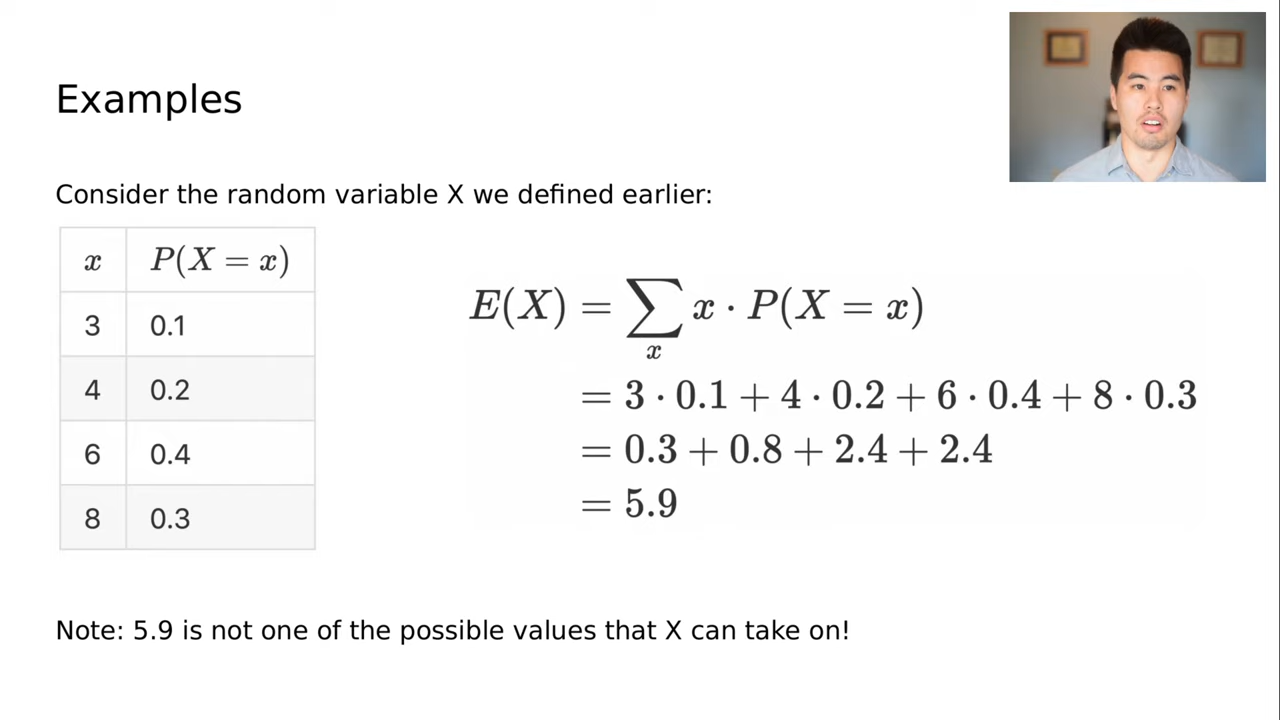 Examples
Consider the random variable X we defined earlier:
x P(X = x)
3 0.1
4 0.2
6 0.4
8 0.3
E(X) = ∑ x · P(X = x)
x
= 3 · 0.1 + 4 · 0.2 + 6 · 0.4 + 8 · 0.3
= 0.3 + 0.8 + 2.4 + 2.4
= 5.9
Note: 5.9 is not one of the possible values that X can take on!